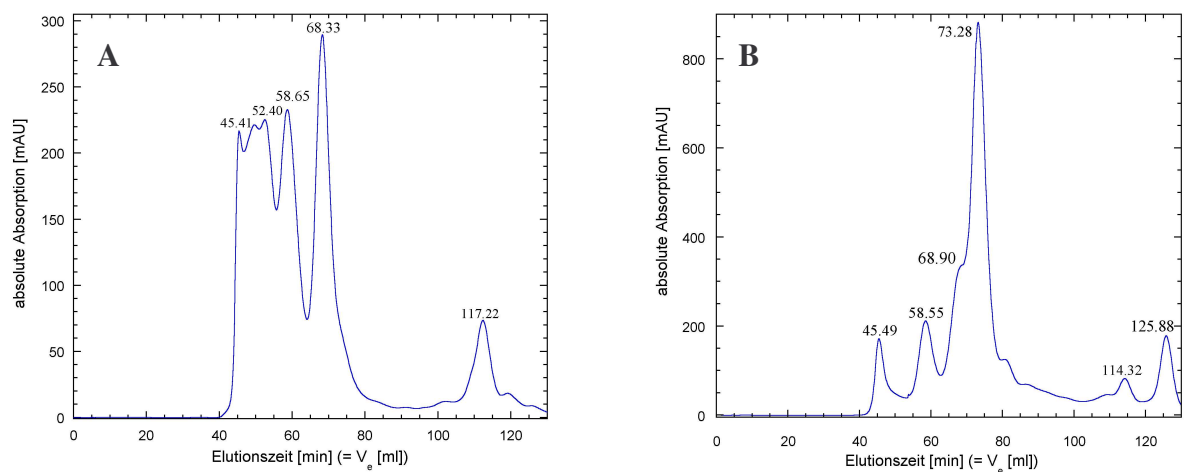 A
absolute Absorption [mAU]
300
250
200
150
100
50
0
45.41
52.40
58.65
68.33
117.22
0 20 40 60 80 100 120
Elutionszeit [min] (= Ve [ml])
B
absolute Absorption [mAU]
800
600
400
200
0
45.49
58.55
68.90
73.28
114.32
125.88
0 20 40 60 80 100 120
Elutionszeit [min] (= Ve [ml])